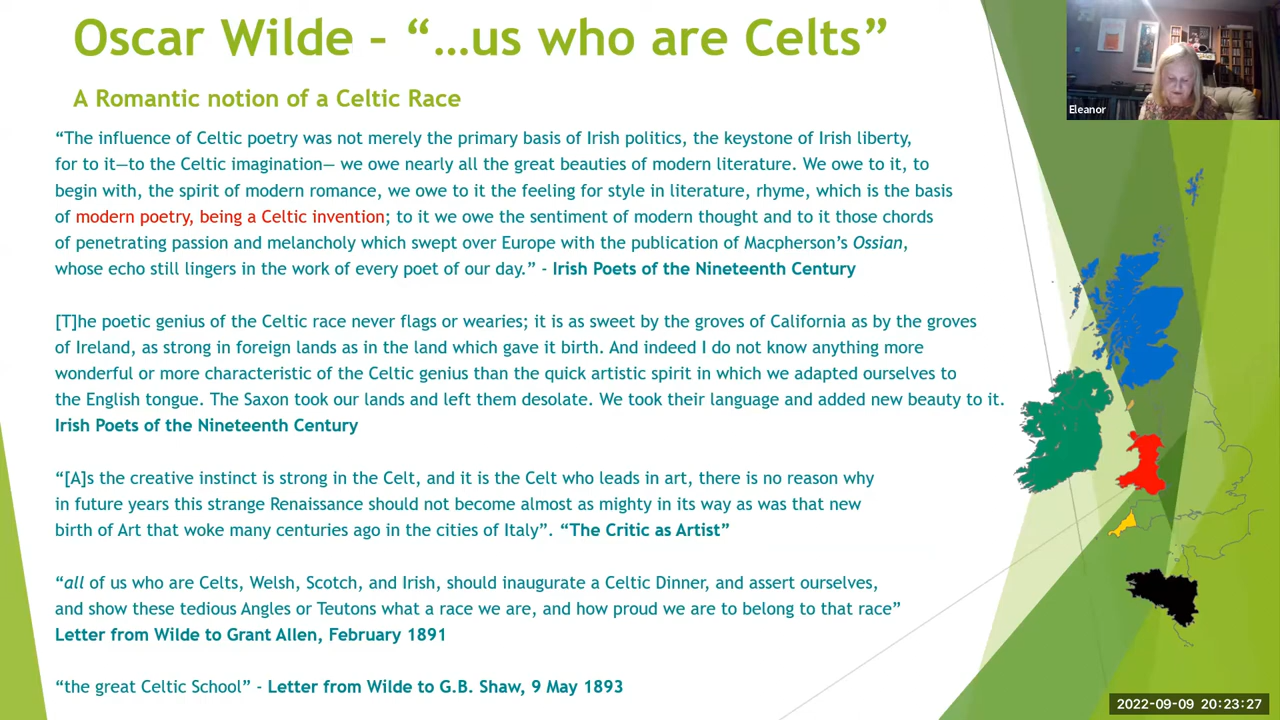 Oscar Wilde – “…us who are Celts”
Eleanor
A Romantic notion of a Celtic Race
“The influence of Celtic poetry was not merely the primary basis of Irish politics, the keystone of Irish liberty,
for to it—to the Celtic imagination— we owe nearly all the great beauties of modern literature. We owe to it, to
begin with, the spirit of modern romance, we owe to it the feeling for style in literature, rhyme, which is the basis
of modern poetry, being a Celtic invention; to it we owe the sentiment of modern thought and to it those chords
of penetrating passion and melancholy which swept over Europe with the publication of Macpherson’s Ossian,
whose echo still lingers in the work of every poet of our day.” - Irish Poets of the Nineteenth Century
[T]he poetic genius of the Celtic race never flags or wearies; it is as sweet by the groves of California as by the groves
of Ireland, as strong in foreign lands as in the land which gave it birth. And indeed I do not know anything more
wonderful or more characteristic of the Celtic genius than the quick artistic spirit in which we adapted ourselves to
the English tongue. The Saxon took our lands and left them desolate. We took their language and added new beauty to it.
Irish Poets of the Nineteenth Century
“[A]s the creative instinct is strong in the Celt, and it is the Celt who leads in art, there is no reason why
in future years this strange Renaissance should not become almost as mighty in its way as was that new
birth of Art that woke many centuries ago in the cities of Italy”. “The Critic as Artist”
“all of us who are Celts, Welsh, Scotch, and Irish, should inaugurate a Celtic Dinner, and assert ourselves,
and show these tedious Angles or Teutons what a race we are, and how proud we are to belong to that race”
Letter from Wilde to Grant Allen, February 1891
“the great Celtic School” - Letter from Wilde to G.B. Shaw, 9 May 1893
2022-09-09 20:23:27